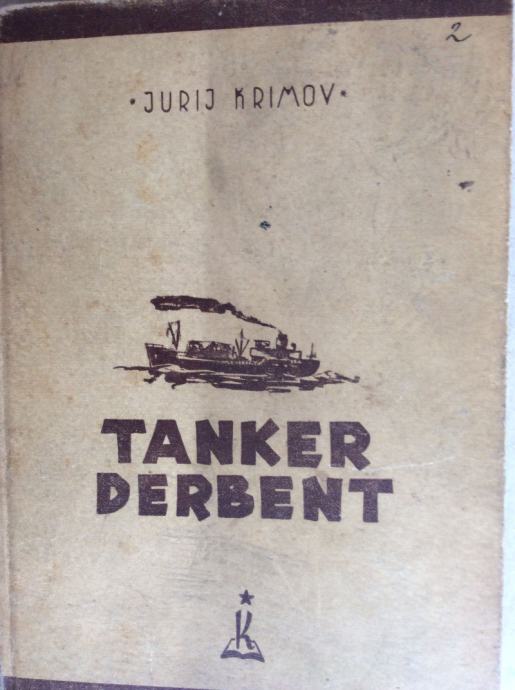 2
•JURIJ KRIMOV•
TANKER
DERBENT
K